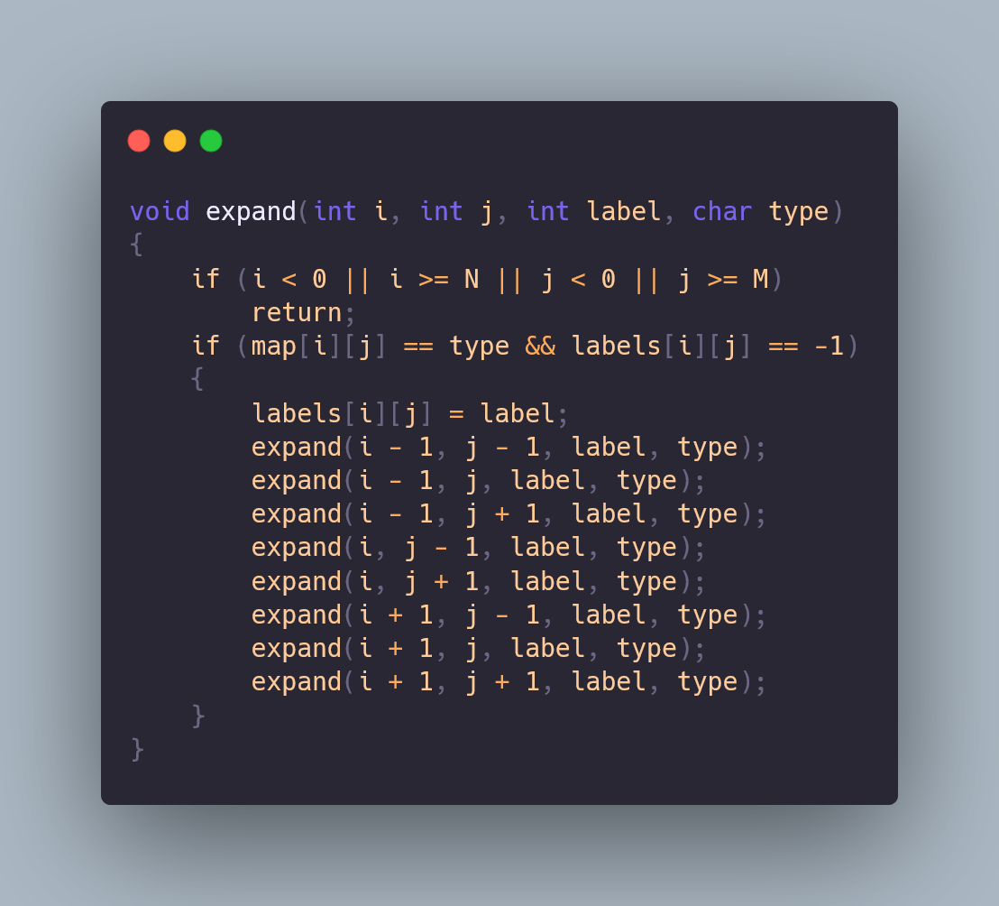 void expand(int i, int j, int label, char type)
{
    if (i < 0 || i >= N || j < 0 || j >= M)
        return;
    if (map[i][j] == type && labels[i][j] == -1)
    {
        labels[i][j] = label;
        expand(i - 1, j - 1, label, type);
        expand(i - 1, j, label, type);
        expand(i - 1, j + 1, label, type);
        expand(i, j - 1, label, type);
        expand(i, j + 1, label, type);
        expand(i + 1, j - 1, label, type);
        expand(i + 1, j, label, type);
        expand(i + 1, j + 1, label, type);
    }
}